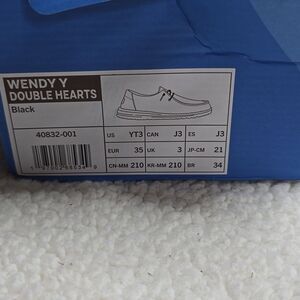 WENDY Y
DOUBLE HEARTS
Black
40832-001
US YT3 CAN J3 ES J3
EUR 35 UK 3 JP-CM 21
CN-MM 210 KR-MM 210 BR 34